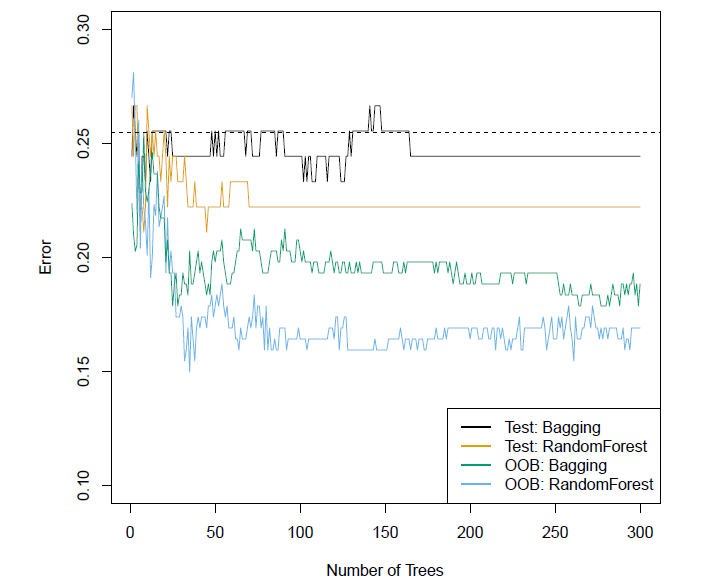 0.30
0.25
0.20
0.15
0.10
Error
0 50 100 150 200 250 300
Number of Trees
Test: Bagging
Test: RandomForest
OOB: Bagging
OOB: RandomForest